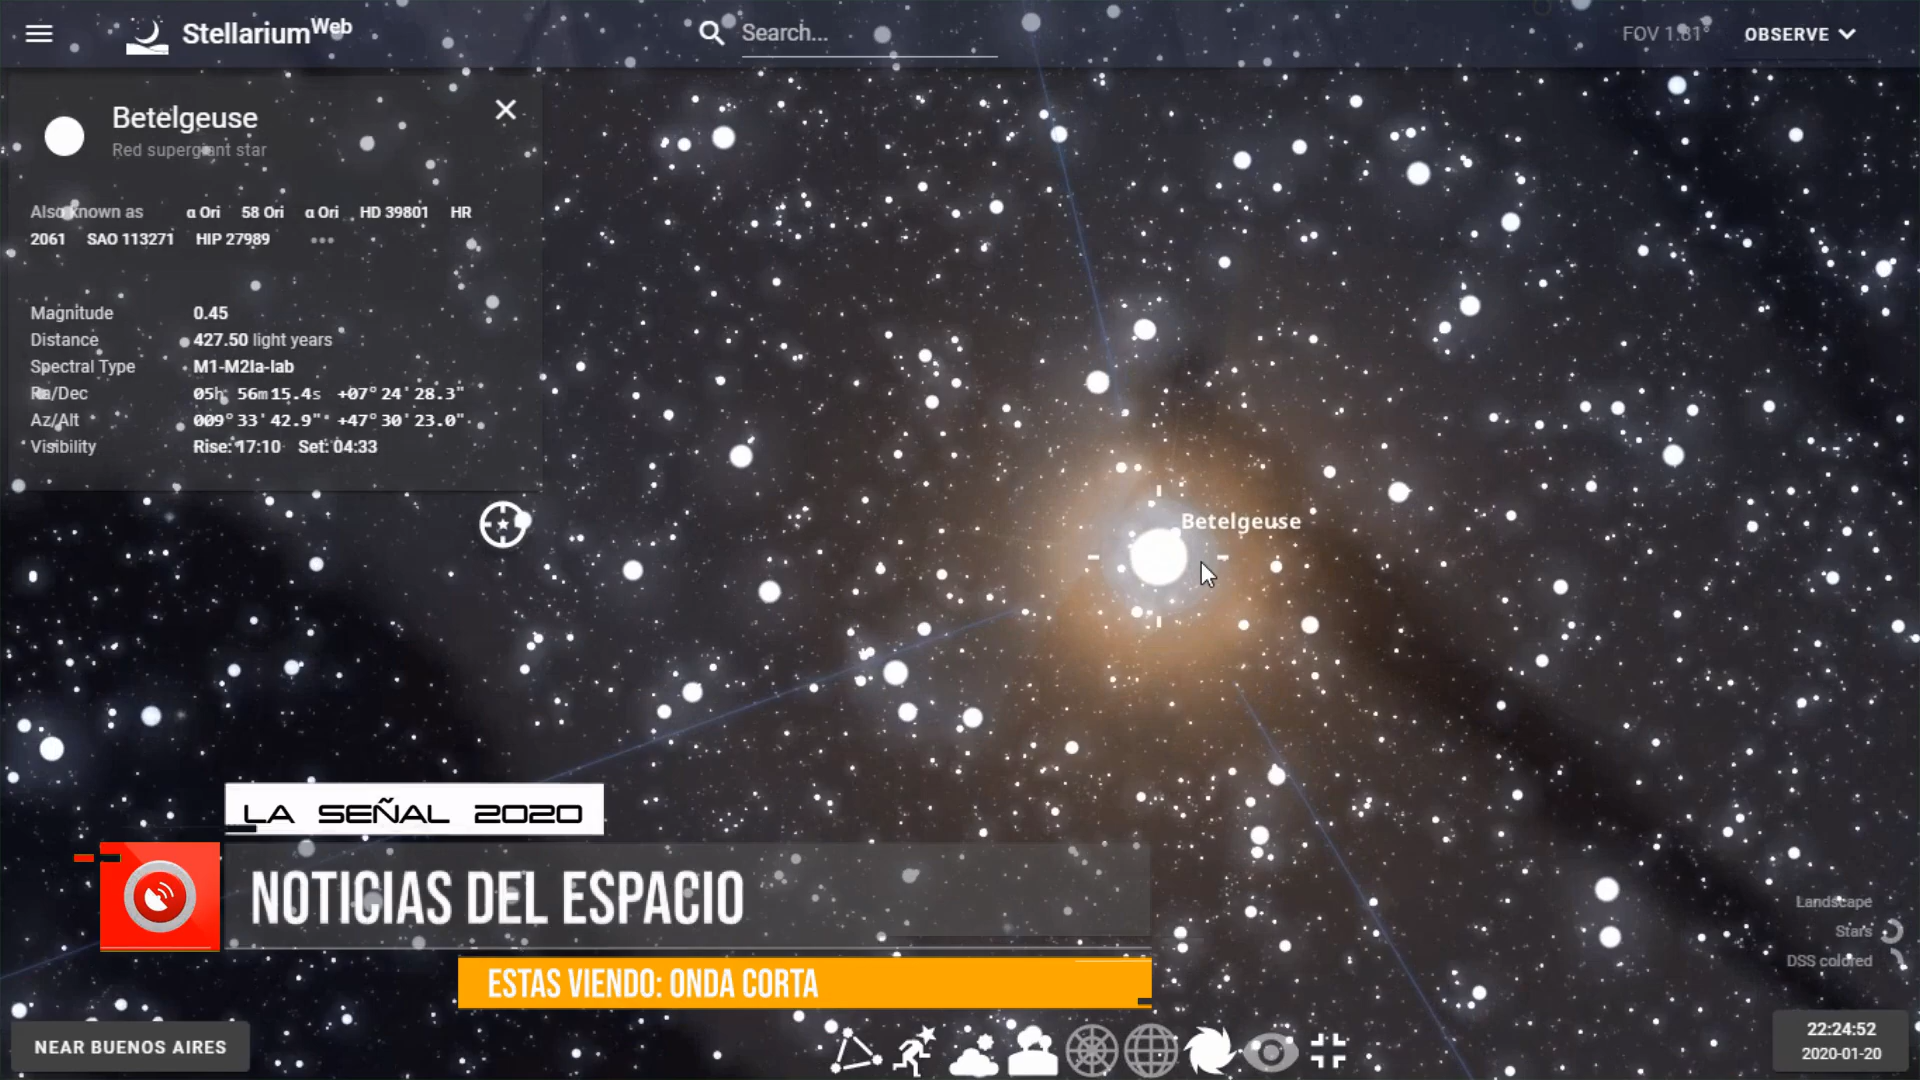 StellariumWeb
Search...
FOV 1.81°
OBSERVE
Betelgeuse
Red supergiant star
Also known as α Ori 58 Ori α Ori HD 39801 HR
2061 SAO 113271 HIP 27989
Magnitude 0.45
Distance 427.50 light years
Spectral Type M1-M2Ia-Iab
Ra/Dec 05h 56m15.4s +07°24'28.3"
Az/Alt 009°33'42.9" +47°30'23.0"
Visibility Rise: 17:10 Set: 04:33
Betelgeuse
LA SEÑAL 2020
NOTICIAS DEL ESPACIO
ESTAS VIENDO: ONDA CORTA
Landscape
Stars
DSS colored
NEAR BUENOS AIRES
22:24:52
2020-01-20